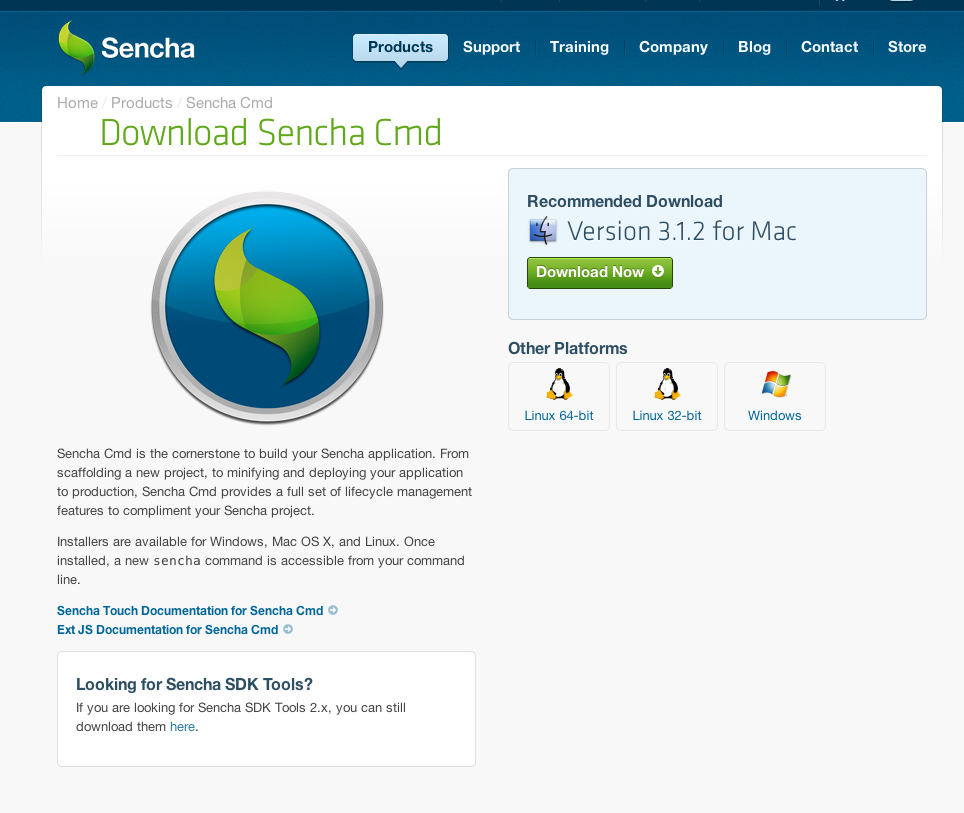 Sencha
Products
Support
Training
Company
Blog
Contact
Store
Home / Products / Sencha Cmd
Download Sencha Cmd
Recommended Download
Version 3.1.2 for Mac
Download Now
Other Platforms
Linux 64-bit
Linux 32-bit
Windows
Sencha Cmd is the cornerstone to build your Sencha application. From
scaffolding a new project, to minifying and deploying your application
to production, Sencha Cmd provides a full set of lifecycle management
features to compliment your Sencha project.
Installers are available for Windows, Mac OS X, and Linux. Once
installed, a new sencha command is accessible from your command
line.
Sencha Touch Documentation for Sencha Cmd
Ext JS Documentation for Sencha Cmd
Looking for Sencha SDK Tools?
If you are looking for Sencha SDK Tools 2.x, you can still
download them here.